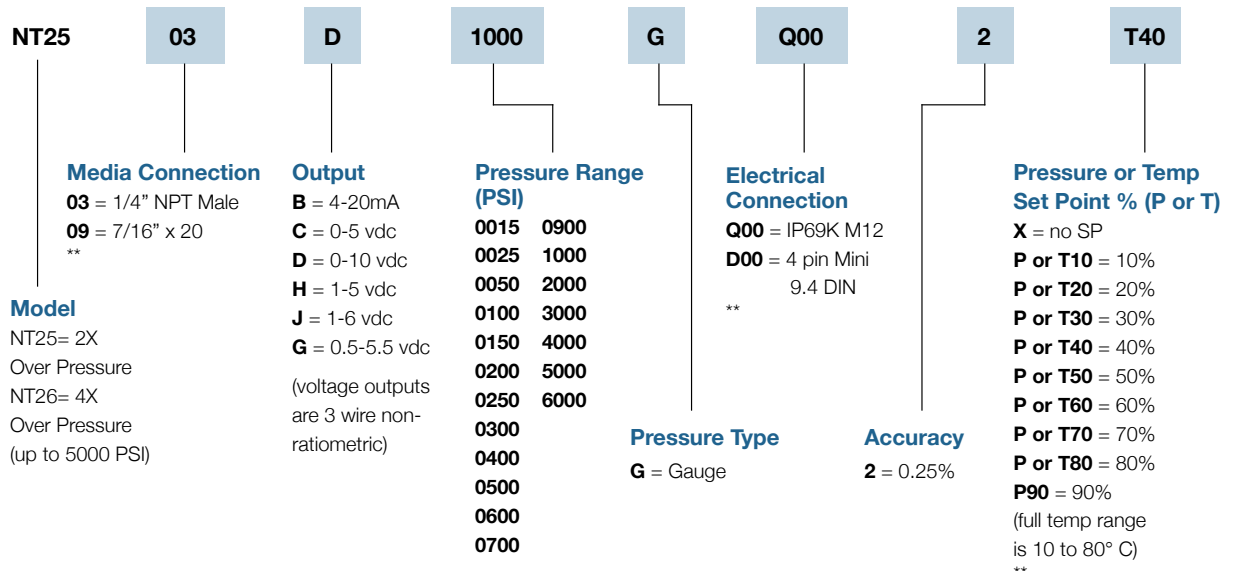 NT25 03 D 1000 G Q00 2 T40
Model
NT25= 2X
Over Pressure
NT26= 4X
Over Pressure
(up to 5000 PSI)
Media Connection
03 = 1/4” NPT Male
09 = 7/16” x 20
**
Output
B = 4-20mA
C = 0-5 vdc
D = 0-10 vdc
H = 1-5 vdc
J = 1-6 vdc
G = 0.5-5.5 vdc
(voltage outputs
are 3 wire non-
ratiometric)
Pressure Range
(PSI)
0015 0900
0025 1000
0050 2000
0100 3000
0150 4000
0200 5000
0250 6000
0300
0400
0500
0600
0700
Pressure Type
G = Gauge
Electrical
Connection
Q00 = IP69K M12
D00 = 4 pin Mini
9.4 DIN
**
Accuracy
2 = 0.25%
Pressure or Temp
Set Point % (P or T)
X = no SP
P or T10 = 10%
P or T20 = 20%
P or T30 = 30%
P or T40 = 40%
P or T50 = 50%
P or T60 = 60%
P or T70 = 70%
P or T80 = 80%
P90 = 90%
(full temp range
is 10 to 80° C)
**